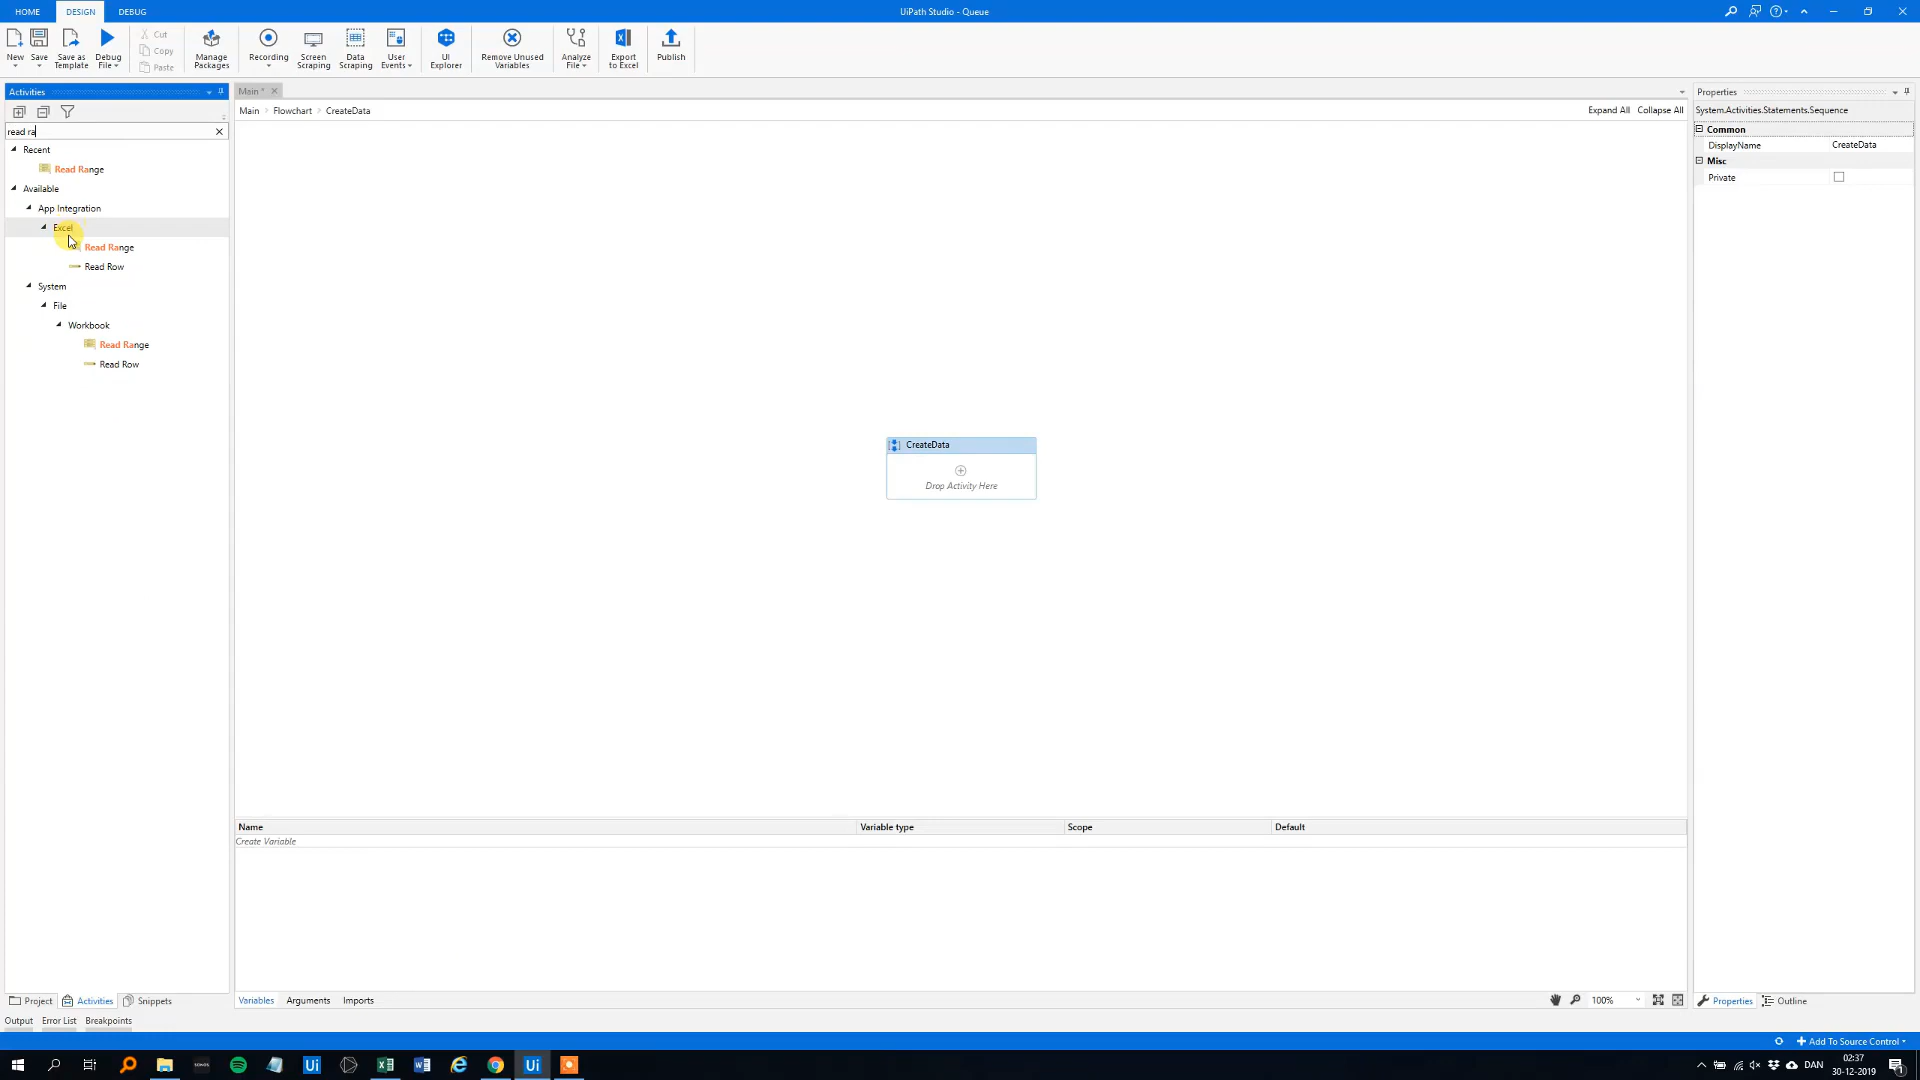 HOME DESIGN DEBUG UiPath Studio - Queue
New Save Save as Template Debug File Cut Copy Paste Manage Packages Recording Screen Scraping Data Scraping User Events UI Explorer Remove Unused Variables Analyze File Export to Excel Publish
Activities
read ra
Recent
Read Range
Available
App Integration
Excel
Read Range
Read Row
System
File
Workbook
Read Range
Read Row
Main *
Main > Flowchart > CreateData Expand All Collapse All
CreateData
Drop Activity Here
Name Variable type Scope Default
Create Variable
Variables Arguments Imports 100%
Properties
System.Activities.Statements.Sequence
Common
DisplayName CreateData
Misc
Private
Project Activities Snippets
Properties Outline
Output Error List Breakpoints
Add To Source Control
SONOS Ui Ui DAN 02:37
30-12-2019